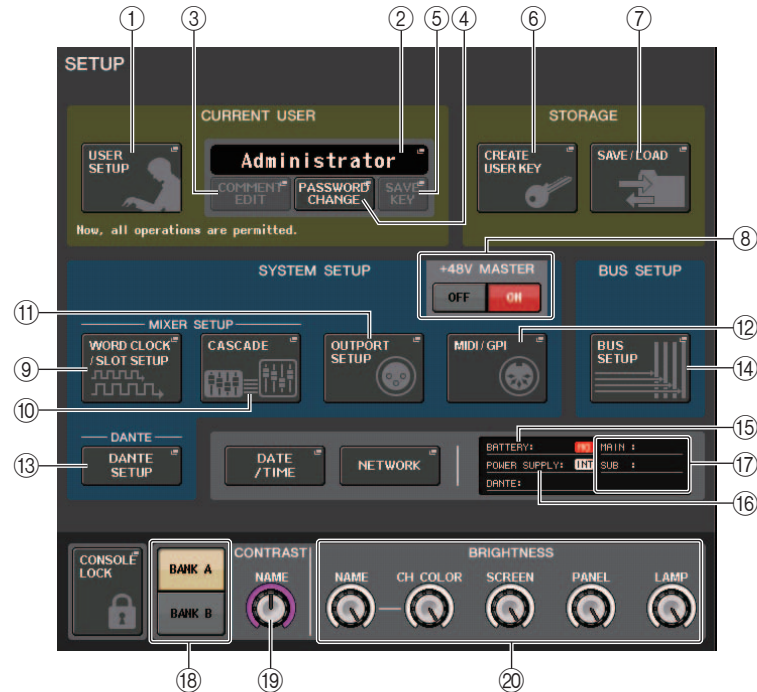 ① ③ ② ⑤ ④ ⑥ ⑦
SETUP
CURRENT USER
STORAGE
USER SETUP
Administrator
COMMENT EDIT
PASSWORD CHANGE
SAVE KEY
CREATE USER KEY
SAVE/LOAD
Now, all operations are permitted.
⑧
SYSTEM SETUP
+48V MASTER
BUS SETUP
OFF
ON
⑪
MIXER SETUP
⑨
WORD CLOCK /SLOT SETUP
CASCADE
OUTPORT SETUP
MIDI/GPI
BUS SETUP
⑫
⑩
⑭
DANTE
⑬
DANTE SETUP
DATE /TIME
NETWORK
BATTERY: NO
POWER SUPPLY: INT
DANTE:
MAIN :
SUB :
⑮
⑰
⑯
CONSOLE LOCK
BANK A
BANK B
CONTRAST
NAME
BRIGHTNESS
NAME
CH COLOR
SCREEN
PANEL
LAMP
⑱ ⑲ ⑳